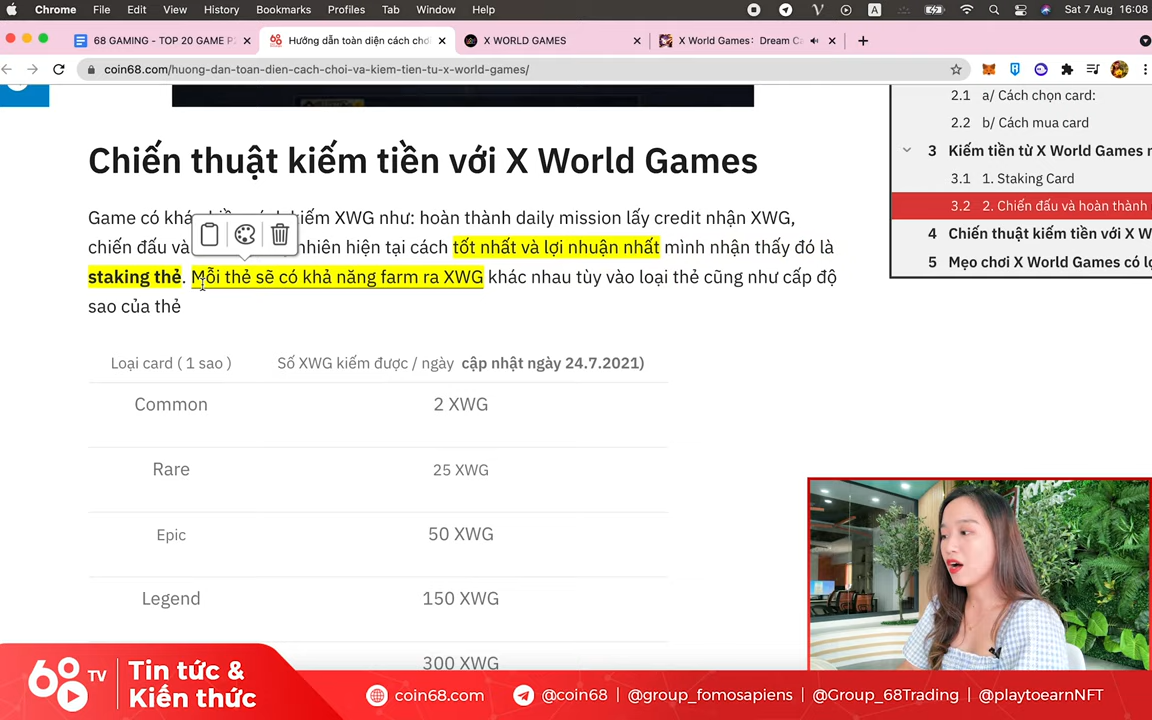 Chrome File Edit View History Bookmarks Profiles Tab Window Help Sat 7 Aug 16:08
68 GAMING - TOP 20 GAME P
Hướng dẫn toàn diện cách chơi
X WORLD GAMES
X World Games: Dream Ca
coin68.com/huong-dan-toan-dien-cach-choi-va-kiem-tien-tu-x-world-games/
2.1 a/ Cách chọn card:
2.2 b/ Cách mua card
3 Kiếm tiền từ X World Games
3.1 1. Staking Card
3.2 2. Chiến đấu và hoàn thành
4 Chiến thuật kiếm tiền với X W
5 Mẹo chơi X World Games có
Chiến thuật kiếm tiền với X World Games
Game có kiếm XWG như: hoàn thành daily mission lấy credit nhận XWG,
chiến đấu và nhiên hiện tại cách tốt nhất và lợi nhuận nhất mình nhận thấy đó là
staking thẻ. Mỗi thẻ sẽ có khả năng farm ra XWG khác nhau tùy vào loại thẻ cũng như cấp độ
sao của thẻ
Loại card ( 1 sao ) Số XWG kiếm được / ngày cập nhật ngày 24.7.2021)
Common 2 XWG
Rare 25 XWG
Epic 50 XWG
Legend 150 XWG
300 XWG
68 TV Tin tức &
Kiến thức
coin68.com @coin68 | @group_fomosapiens | @Group_68Trading | @playtoearnNFT